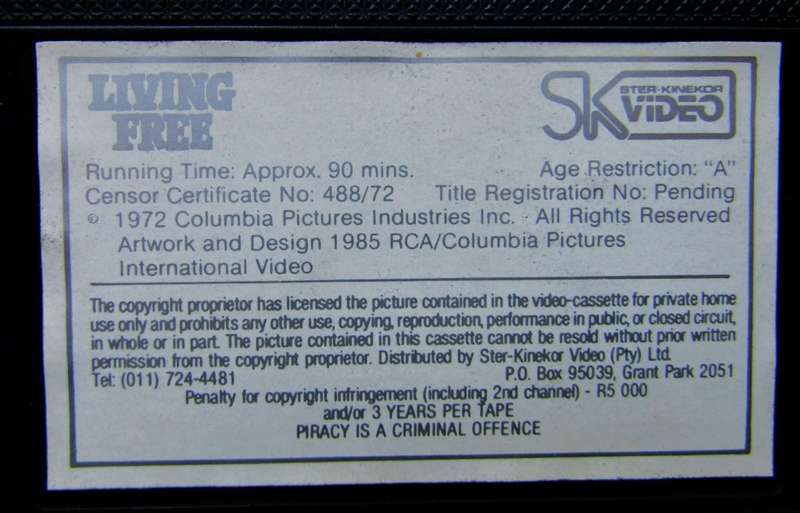 LIVING
FREE
SK STER-KINEKOR
VIDEO
Running Time: Approx. 90 mins. Age Restriction: "A"
Censor Certificate No: 488/72 Title Registration No: Pending
© 1972 Columbia Pictures Industries Inc. - All Rights Reserved
Artwork and Design 1985 RCA/Columbia Pictures
International Video
The copyright proprietor has licensed the picture contained in the video-cassette for private home
use only and prohibits any other use, copying, reproduction, performance in public, or closed circuit,
in whole or in part. The picture contained in this cassette cannot be resold without prior written
permission from the copyright proprietor. Distributed by Ster-Kinekor Video (Pty) Ltd.
Tel: (011) 724-4481 P.O. Box 95039, Grant Park 2051
Penalty for copyright infringement (including 2nd channel) - R5 000
and/or 3 YEARS PER TAPE
PIRACY IS A CRIMINAL OFFENCE